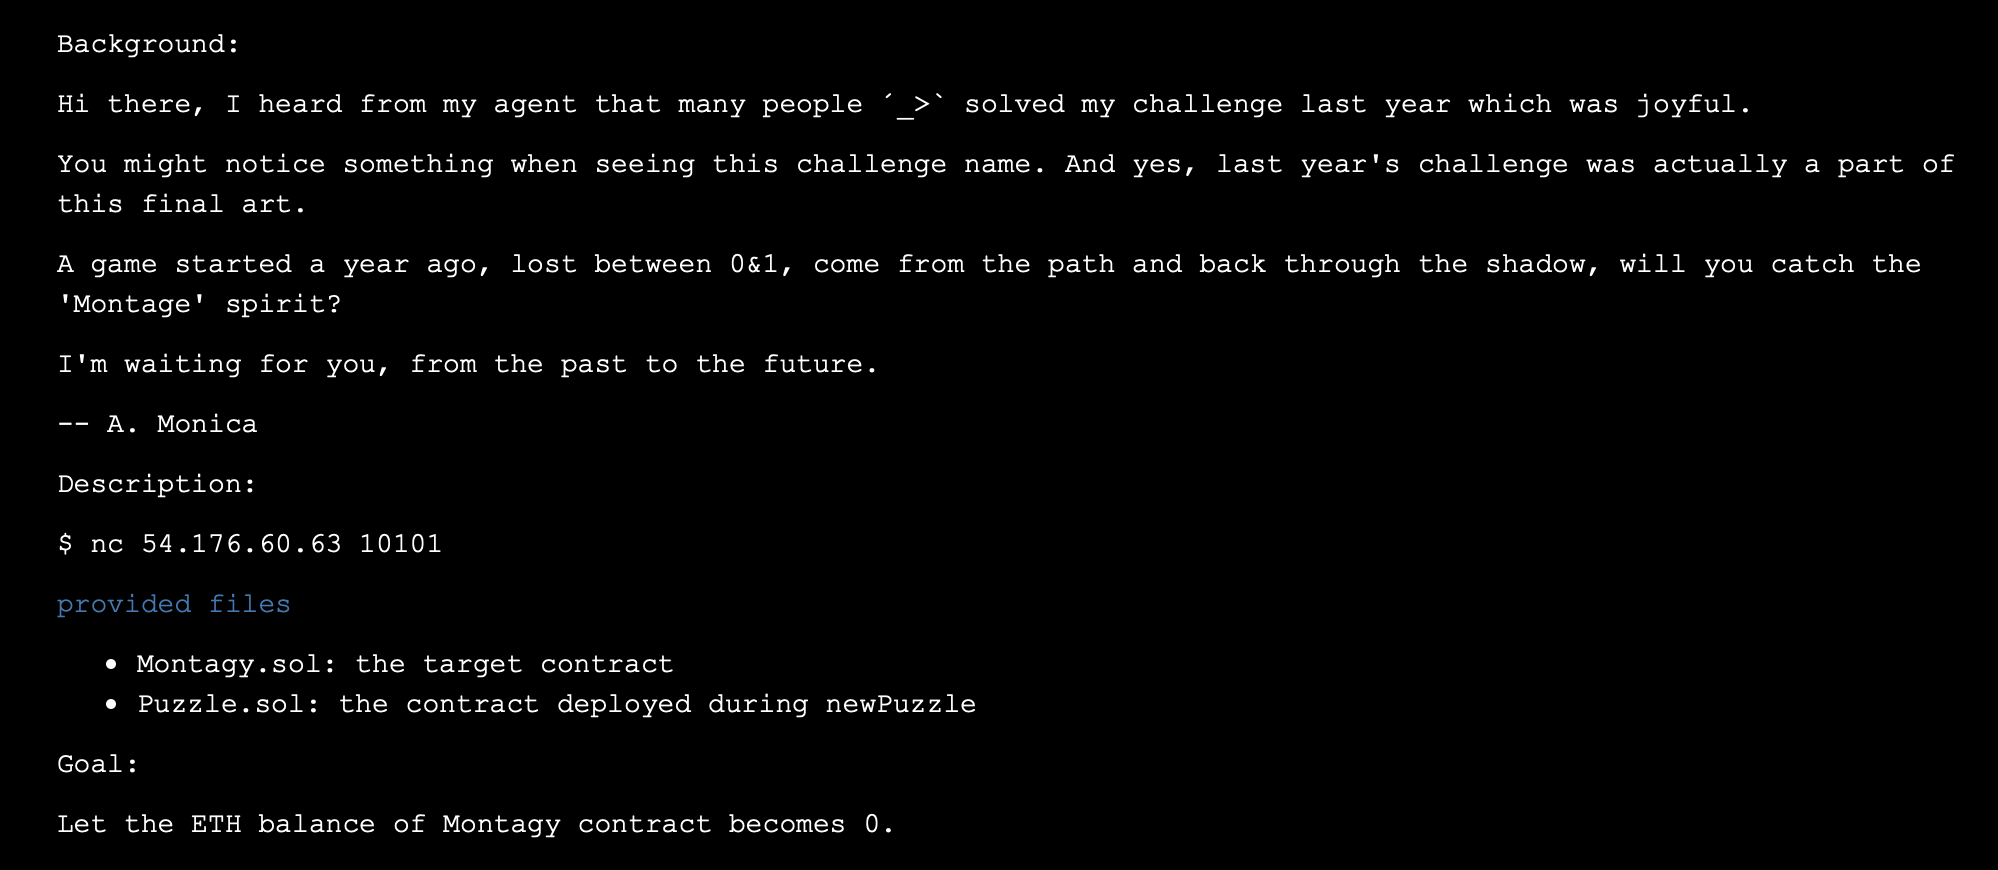 Background:
Hi there, I heard from my agent that many people ´_>` solved my challenge last year which was joyful.
You might notice something when seeing this challenge name. And yes, last year's challenge was actually a part of
this final art.
A game started a year ago, lost between 0&1, come from the path and back through the shadow, will you catch the
'Montage' spirit?
I'm waiting for you, from the past to the future.
-- A. Monica
Description:
$ nc 54.176.60.63 10101
provided files
• Montagy.sol: the target contract
• Puzzle.sol: the contract deployed during newPuzzle
Goal:
Let the ETH balance of Montagy contract becomes 0.